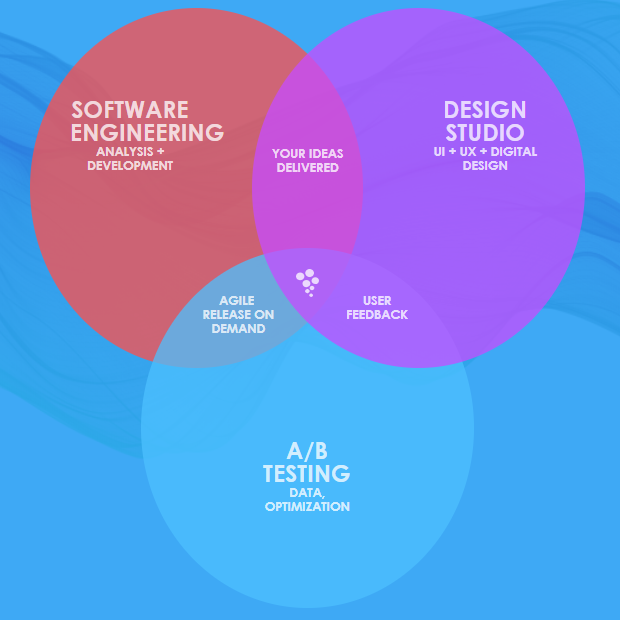 SOFTWARE
ENGINEERING
ANALYSIS +
DEVELOPMENT
YOUR IDEAS
DELIVERED
DESIGN
STUDIO
UI + UX + DIGITAL
DESIGN
AGILE
RELEASE ON
DEMAND
USER
FEEDBACK
A/B
TESTING
DATA,
OPTIMIZATION